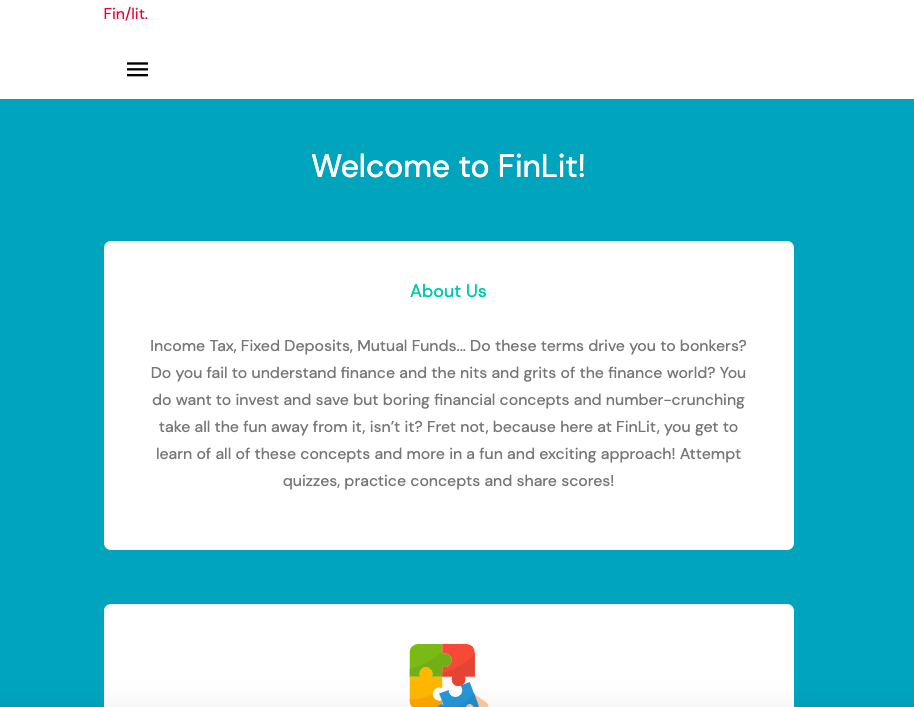 Fin/lit.
Welcome to FinLit!
About Us
Income Tax, Fixed Deposits, Mutual Funds... Do these terms drive you to bonkers?
Do you fail to understand finance and the nits and grits of the finance world? You
do want to invest and save but boring financial concepts and number-crunching
take all the fun away from it, isn't it? Fret not, because here at FinLit, you get to
learn of all of these concepts and more in a fun and exciting approach! Attempt
quizzes, practice concepts and share scores!